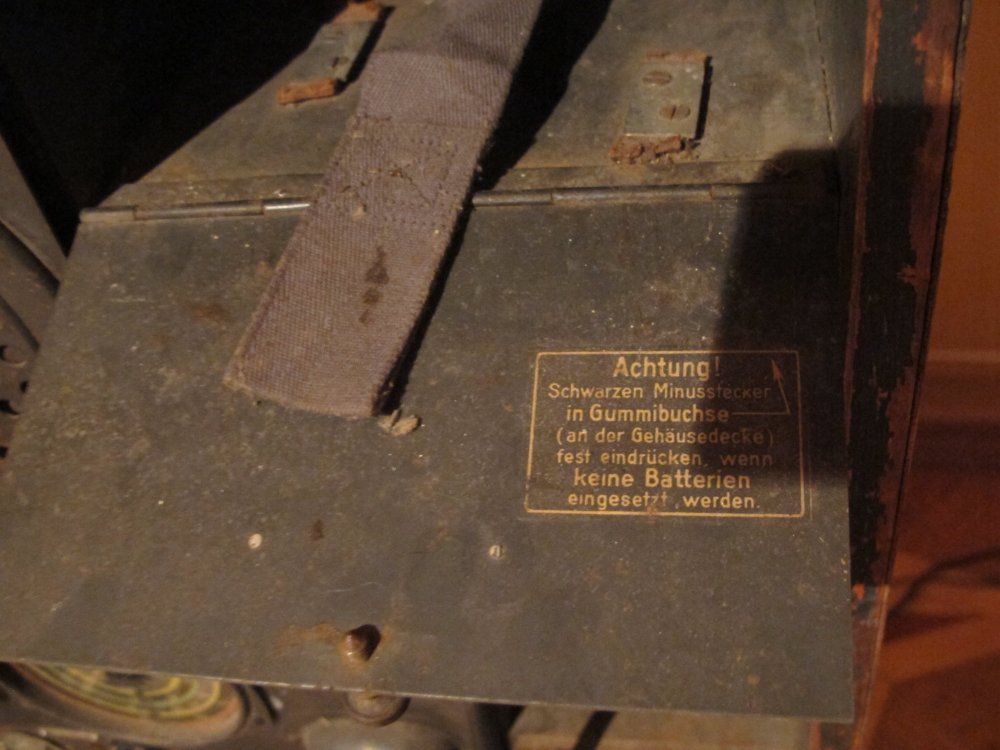 Achtung!
Schwarzen Minusstecker
in Gummibuchse
(an der Gehäusedecke)
fest eindrücken, wenn
keine Batterien
eingesetzt werden.